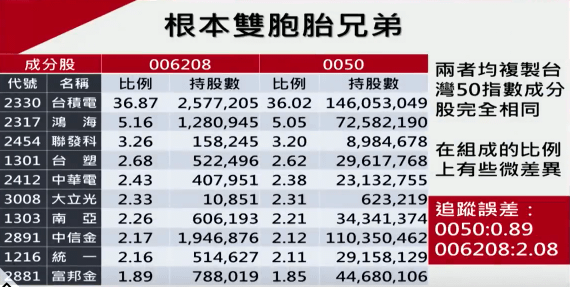 根本雙胞胎兄弟
成分股 006208 0050
代號 名稱 比例 持股數 比例 持股數
2330 台積電 36.87 2,577,205 36.02 146,053,049
2317 鴻海 5.16 1,280,945 5.05 72,582,190
2454 聯發科 3.26 158,245 3.20 8,984,678
1301 台塑 2.68 522,496 2.62 29,617,768
2412 中華電 2.43 407,951 2.38 23,132,755
3008 大立光 2.33 10,851 2.31 623,219
1303 南亞 2.26 606,193 2.21 34,341,374
2891 中信金 2.17 1,946,876 2.12 110,350,462
1216 統一 2.16 514,627 2.11 29,158,129
2881 富邦金 1.89 788,019 1.85 44,680,106
兩者均複製台
灣50指數成分
股完全相同
在組成的比例
上有些微差異
追蹤誤差：
0050:0.89
006208:2.08